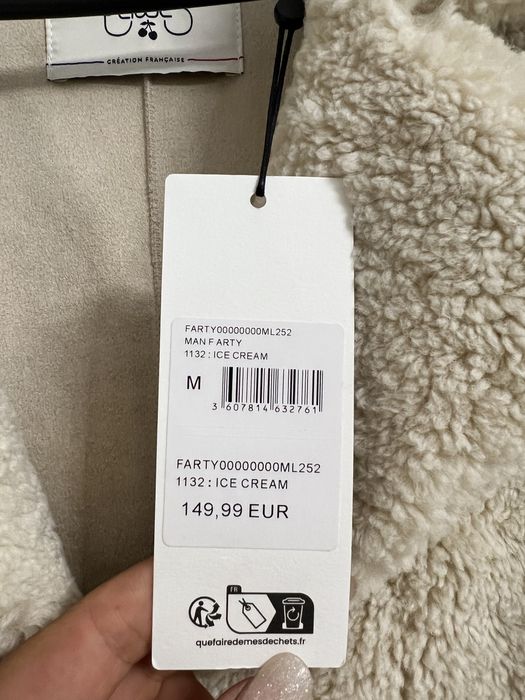 CRÉATION FRANÇAISE
FARTY00000000ML252
MAN F ARTY
1132 : ICE CREAM
M
3 607814 632761
FARTY00000000ML252
1132 : ICE CREAM
149,99 EUR
FR
quefairedemesdechets.fr